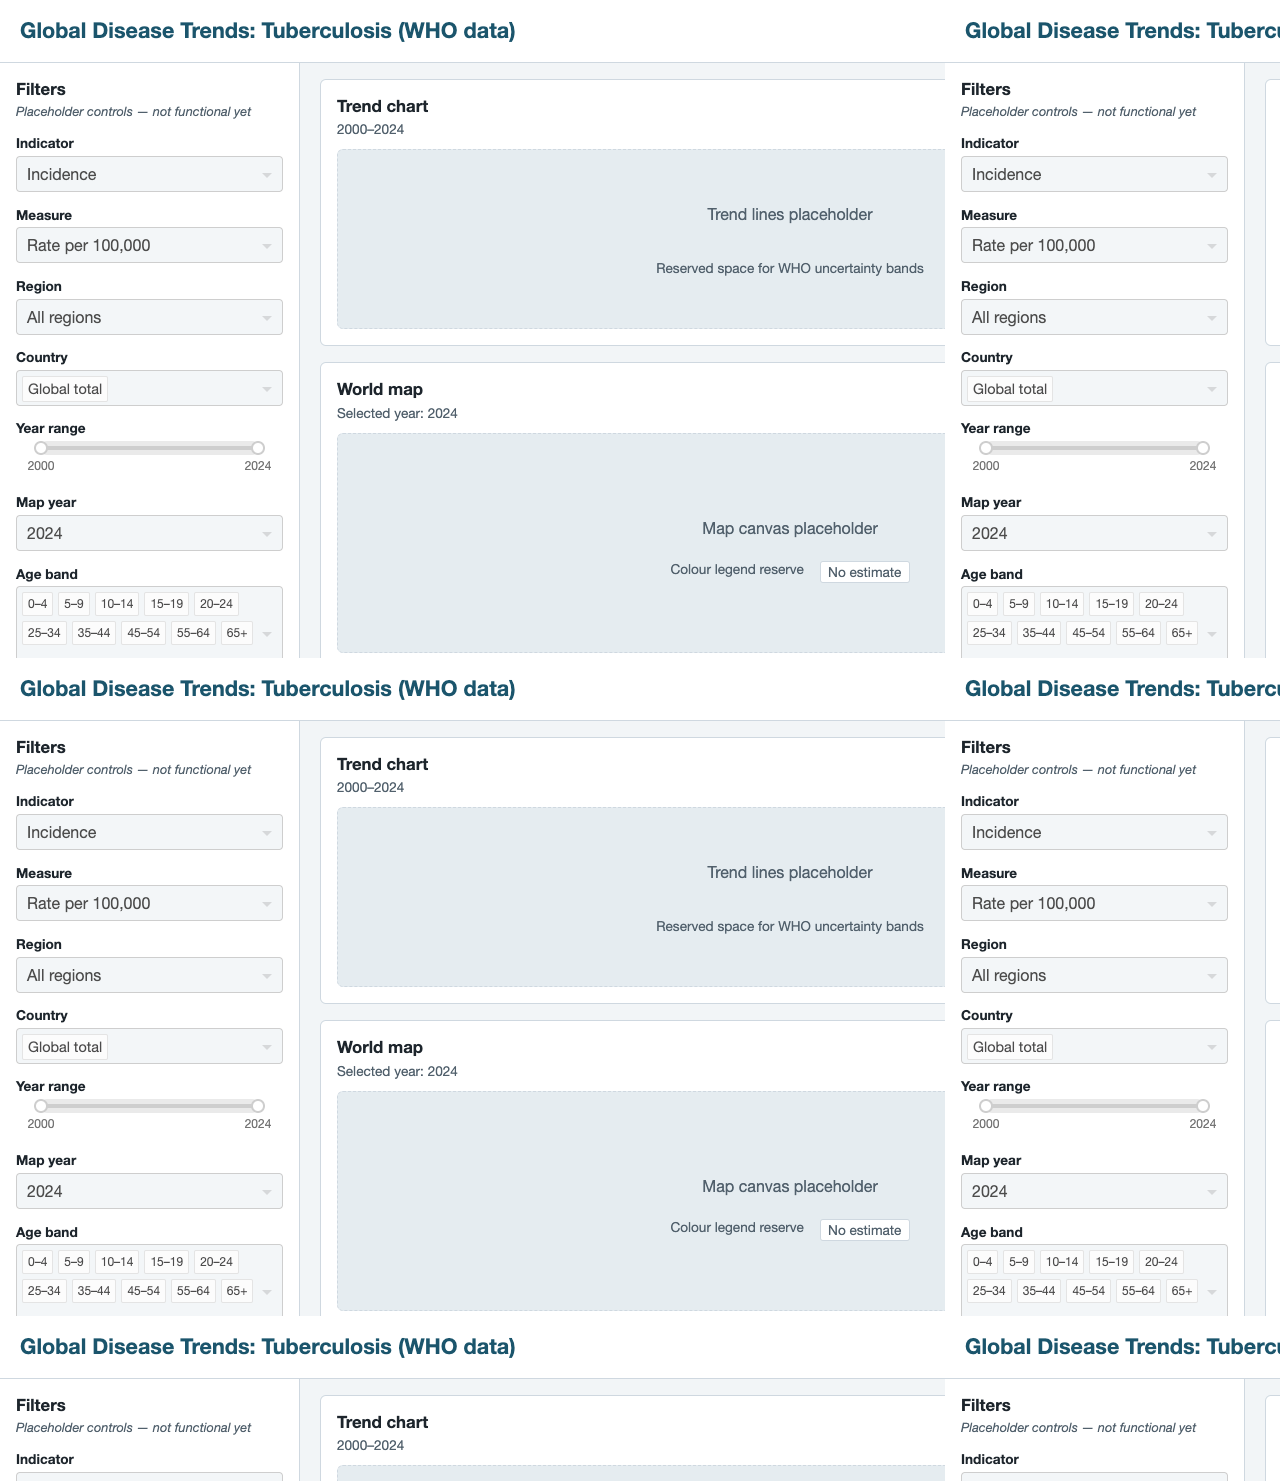 Global Disease Trends: Tuberculosis (WHO data)
Filters
Placeholder controls — not functional yet
Indicator
Incidence
Measure
Rate per 100,000
Region
All regions
Country
Global total
Year range
2000 2024
Map year
2024
Age band
0–4 5–9 10–14 15–19 20–24
25–34 35–44 45–54 55–64 65+
Trend chart
2000–2024
Trend lines placeholder
Reserved space for WHO uncertainty bands
World map
Selected year: 2024
Map canvas placeholder
Colour legend reserve No estimate
Global Disease Trends:
Filters
Placeholder controls — not functional yet
Indicator
Incidence
Measure
Rate per 100,000
Region
All regions
Country
Global total
Year range
2000 2024
Map year
2024
Age band
0–4 5–9 10–14 15–19 20–24
25–34 35–44 45–54 55–64 65+
Global Disease Trends: Tuberculosis (WHO data)
Filters
Placeholder controls — not functional yet
Indicator
Incidence
Measure
Rate per 100,000
Region
All regions
Country
Global total
Year range
2000 2024
Map year
2024
Age band
0–4 5–9 10–14 15–19 20–24
25–34 35–44 45–54 55–64 65+
Trend chart
2000–2024
Trend lines placeholder
Reserved space for WHO uncertainty bands
World map
Selected year: 2024
Map canvas placeholder
Colour legend reserve No estimate
Global Disease Trends:
Filters
Placeholder controls — not functional yet
Indicator
Incidence
Measure
Rate per 100,000
Region
All regions
Country
Global total
Year range
2000 2024
Map year
2024
Age band
0–4 5–9 10–14 15–19 20–24
25–34 35–44 45–54 55–64 65+
Global Disease Trends: Tuberculosis (WHO data)
Filters
Placeholder controls — not functional yet
Indicator
Trend chart
2000–2024
Global Disease Trends:
Filters
Placeholder controls — not functional yet
Indicator